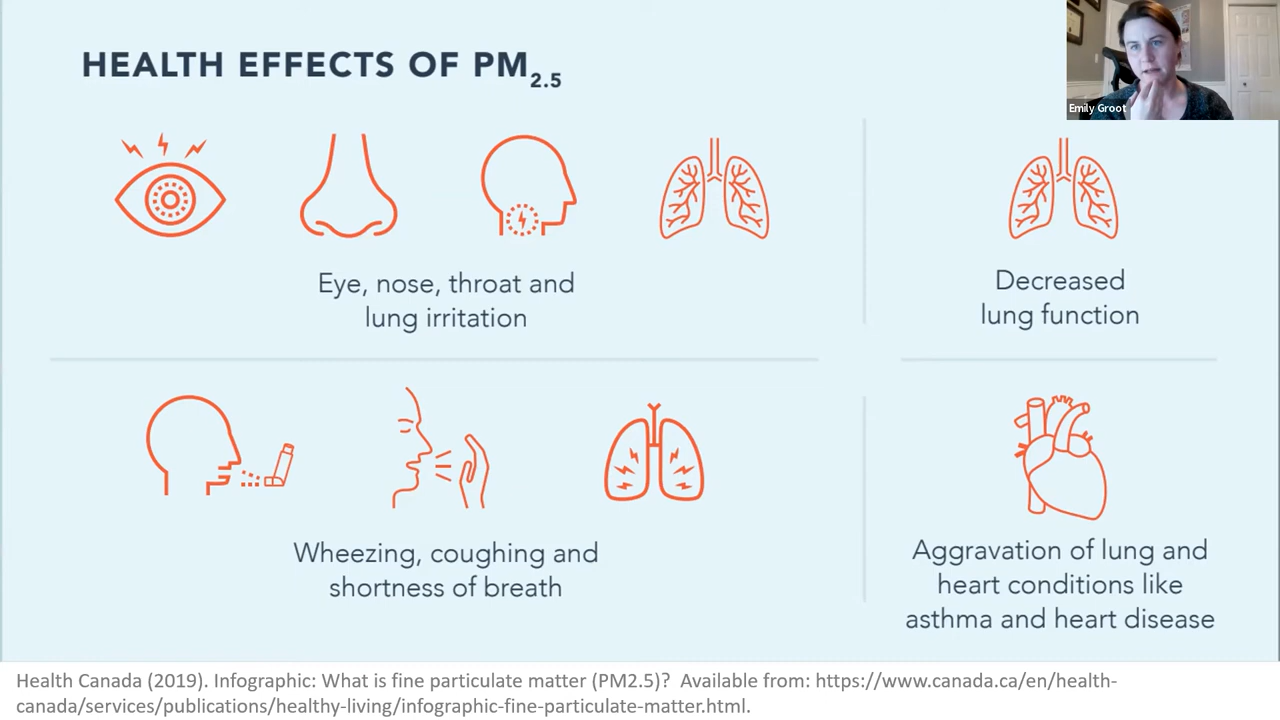 HEALTH EFFECTS OF PM2.5
Emily Groot
Eye, nose, throat and
lung irritation
Decreased
lung function
Wheezing, coughing and
shortness of breath
Aggravation of lung and
heart conditions like
asthma and heart disease
Health Canada (2019). Infographic: What is fine particulate matter (PM2.5)? Available from: https://www.canada.ca/en/health-
canada/services/publications/healthy-living/infographic-fine-particulate-matter.html.